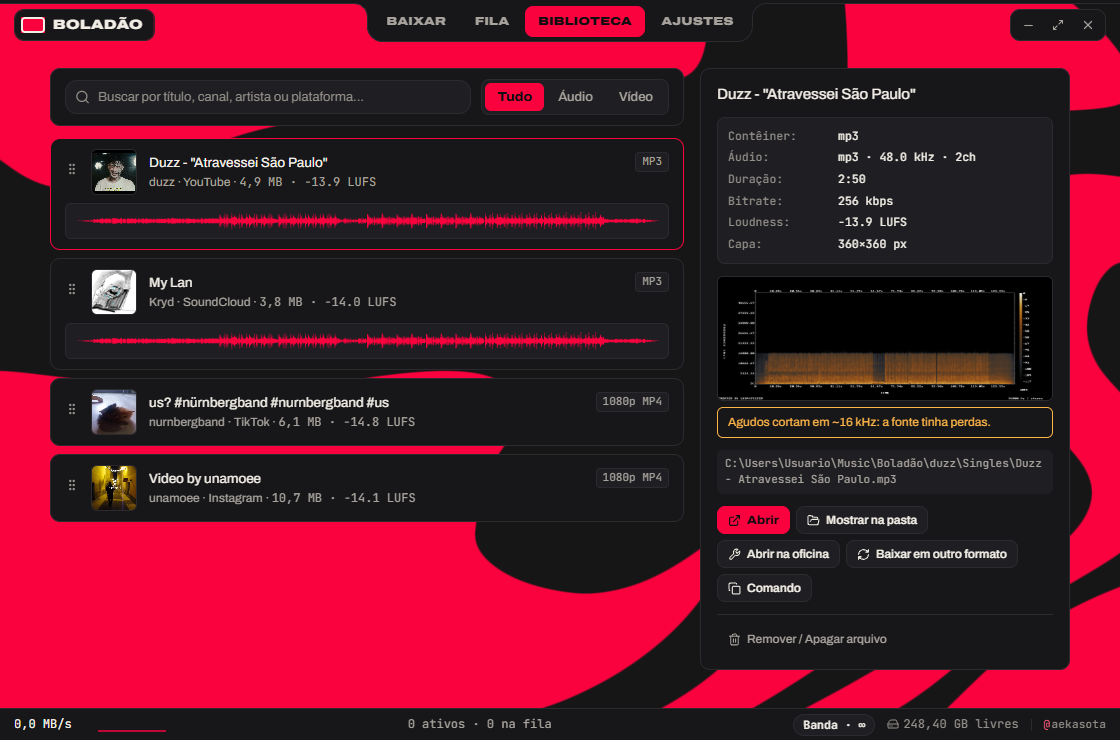 BOLADÃO
BAIXAR FILA BIBLIOTECA AJUSTES
Buscar por título, canal, artista ou plataforma...
Tudo Áudio Vídeo
Duzz - "Atravessei São Paulo"
MP3
duzz · YouTube · 4,9 MB · -13.9 LUFS
My Lan
MP3
Kryd · SoundCloud · 3,8 MB · -14.0 LUFS
us? #nürnbergband #nurnbergband #us
1080p MP4
nurnbergband · TikTok · 6,1 MB · -14.8 LUFS
Video by unamoee
1080p MP4
unamoee · Instagram · 10,7 MB · -14.1 LUFS
Duzz - "Atravessei São Paulo"
Contêiner: mp3
Áudio: mp3 · 48.0 kHz · 2ch
Duração: 2:50
Bitrate: 256 kbps
Loudness: -13.9 LUFS
Capa: 360×360 px
Agudos cortam em ~16 kHz: a fonte tinha perdas.
C:\Users\Usuario\Music\Boladão\duzz\Singles\Duzz
- Atravessei São Paulo.mp3
Abrir Mostrar na pasta
Abrir na oficina Baixar em outro formato
Comando
Remover / Apagar arquivo
0,0 MB/s
0 ativos · 0 na fila
Banda · ∞
248,40 GB livres
@aekasota